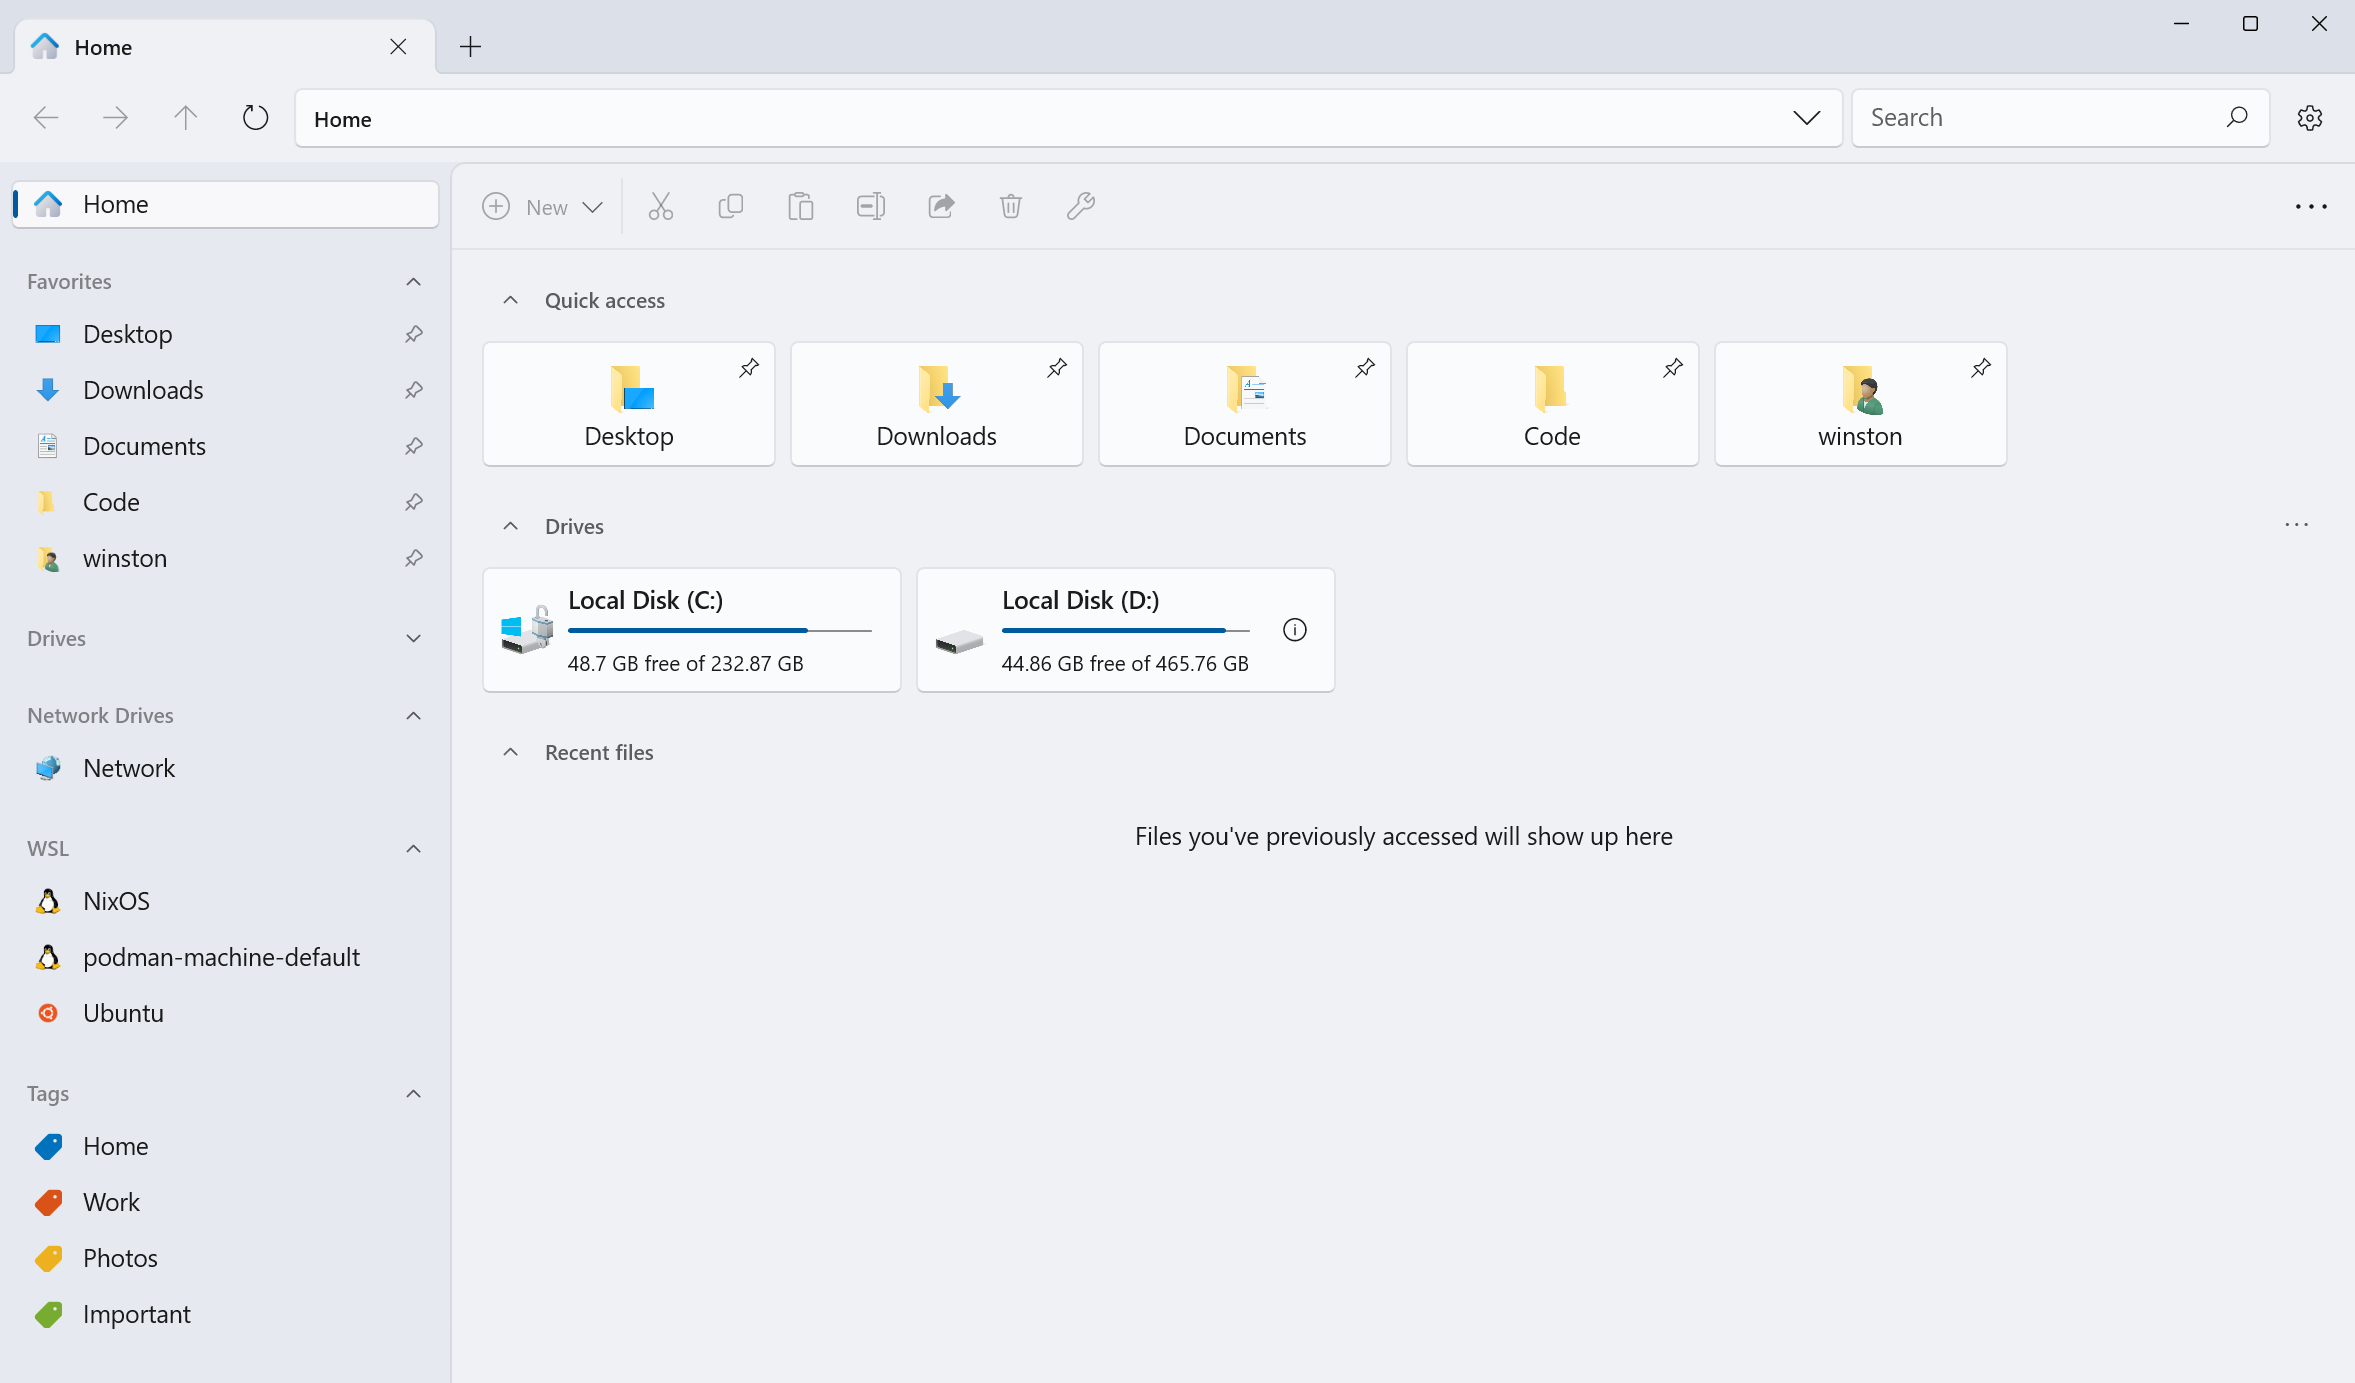 Home
Home
Search
Home
Favorites
Desktop
Downloads
Documents
Code
winston
Drives
Network Drives
Network
WSL
NixOS
podman-machine-default
Ubuntu
Tags
Home
Work
Photos
Important
New
Quick access
Desktop
Downloads
Documents
Code
winston
Drives
Local Disk (C:)
48.7 GB free of 232.87 GB
Local Disk (D:)
44.86 GB free of 465.76 GB
Recent files
Files you've previously accessed will show up here